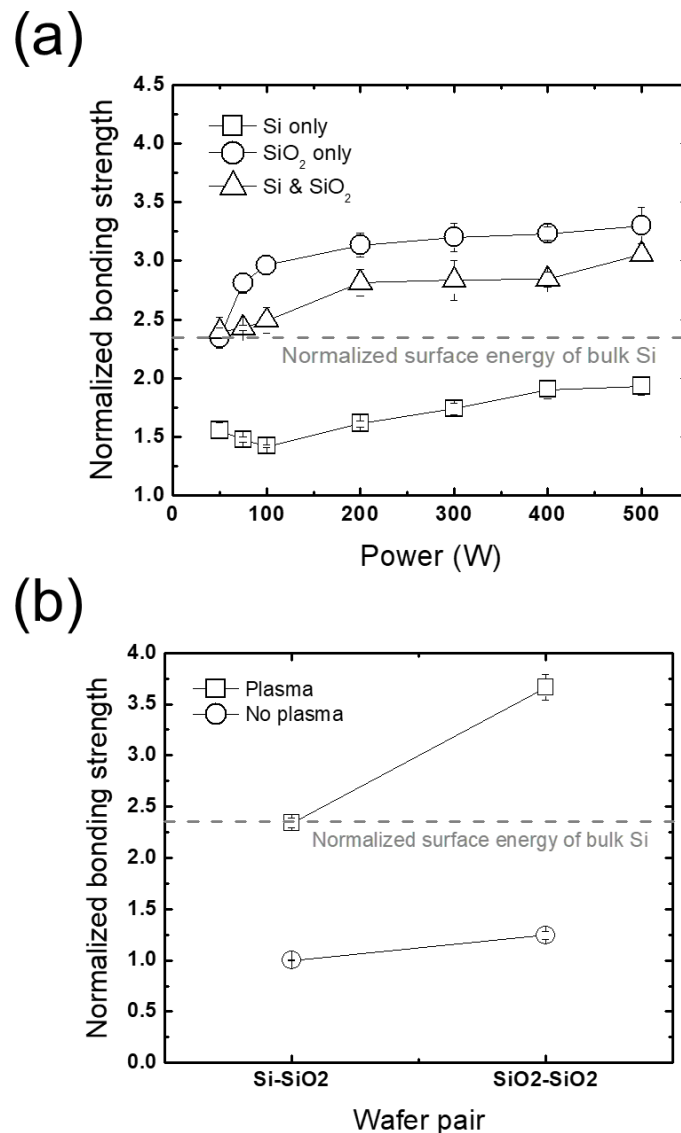 (a)
Normalized bonding strength
4.5
4.0
3.5
3.0
2.5
2.0
1.5
1.0
Si only
SiO₂ only
Si & SiO₂
Normalized surface energy of bulk Si
0 100 200 300 400 500
Power (W)
(b)
Normalized bonding strength
4.0
3.5
3.0
2.5
2.0
1.5
1.0
0.5
0.0
Plasma
No plasma
Normalized surface energy of bulk Si
Si-SiO2 SiO2-SiO2
Wafer pair